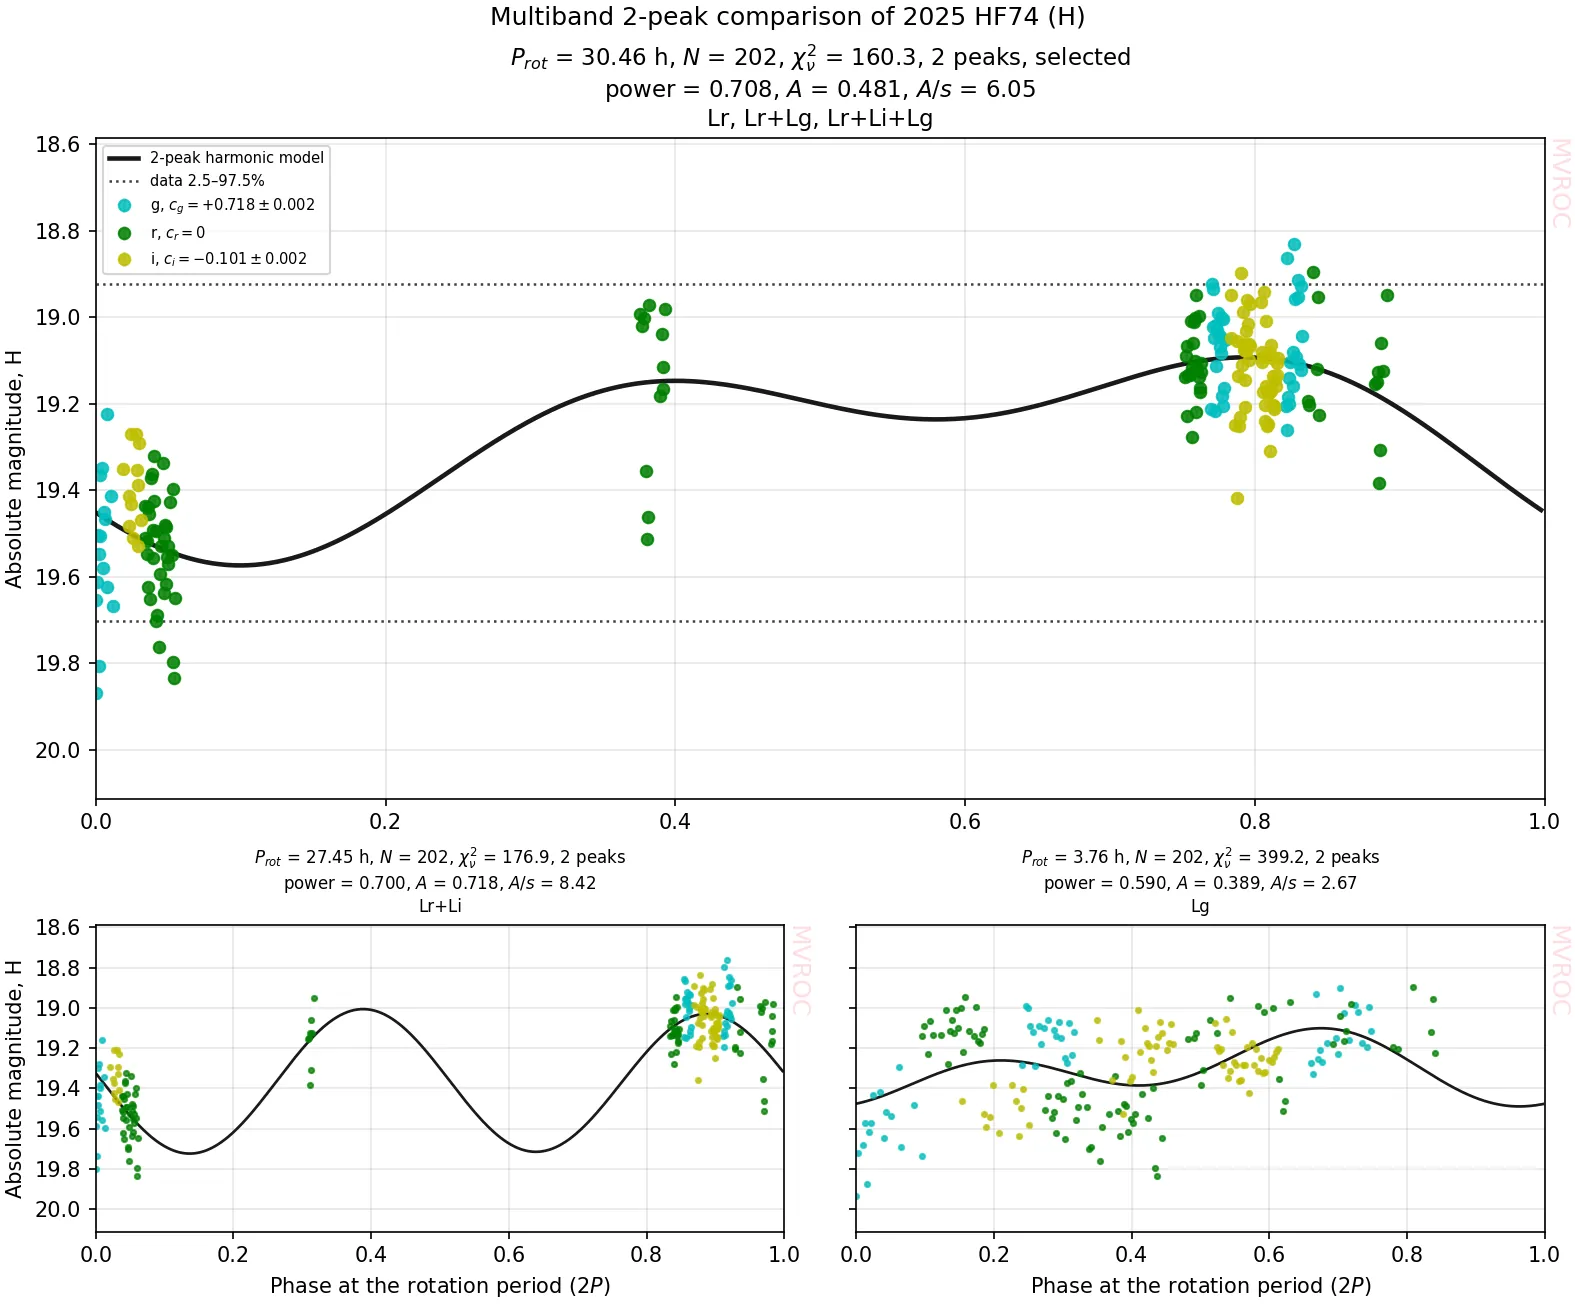 Multiband 2-peak comparison of 2025 HF74 (H)
P_rot = 30.46 h, N = 202, χ²_ν = 160.3, 2 peaks, selected
power = 0.708, A = 0.481, A/s = 6.05
Lr, Lr+Lg, Lr+Li+Lg
2-peak harmonic model
data 2.5–97.5%
g, c_g = +0.718 ± 0.002
r, c_r = 0
i, c_i = −0.101 ± 0.002
Absolute magnitude, H
18.6
18.8
19.0
19.2
19.4
19.6
19.8
20.0
0.0 0.2 0.4 0.6 0.8 1.0
MVROC
P_rot = 27.45 h, N = 202, χ²_ν = 176.9, 2 peaks
power = 0.700, A = 0.718, A/s = 8.42
Lr+Li
Absolute magnitude, H
18.6
18.8
19.0
19.2
19.4
19.6
19.8
20.0
0.0 0.2 0.4 0.6 0.8 1.0
Phase at the rotation period (2P)
MVROC
P_rot = 3.76 h, N = 202, χ²_ν = 399.2, 2 peaks
power = 0.590, A = 0.389, A/s = 2.67
Lg
0.0 0.2 0.4 0.6 0.8 1.0
Phase at the rotation period (2P)
MVROC